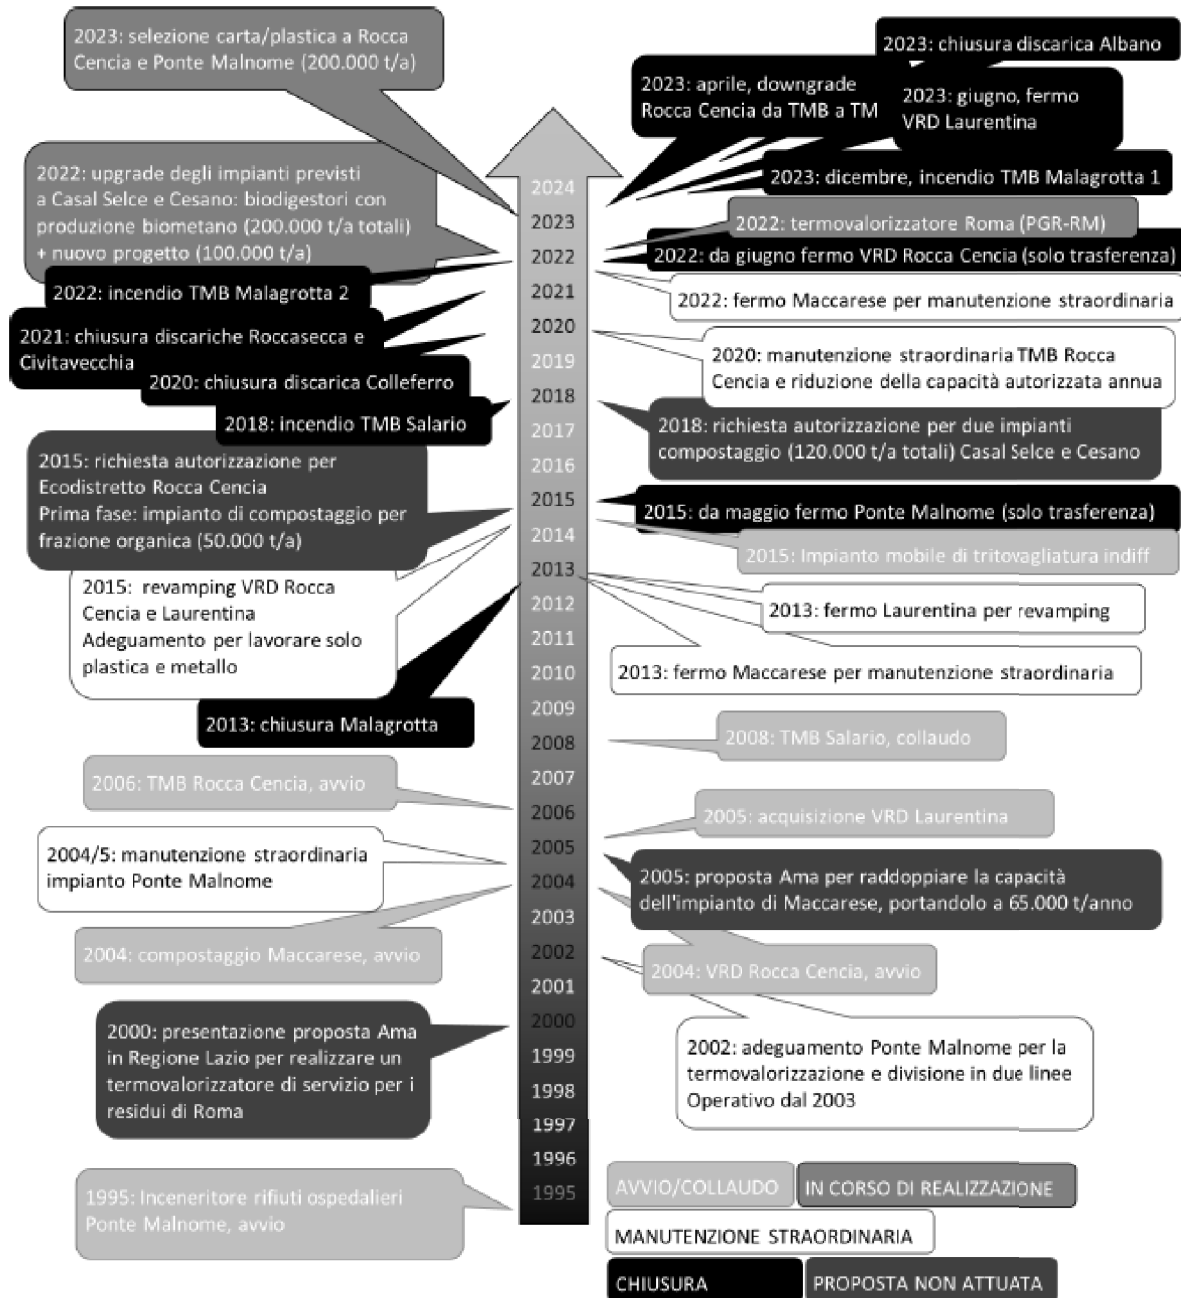 2023: selezione carta/plastica a Rocca
Cencia e Ponte Malnome (200.000 t/a)
2022: upgrade degli impianti previsti
a Casal Selce e Cesano: biodigestori con
produzione biometano (200.000 t/a totali)
+ nuovo progetto (100.000 t/a)
2022: incendio TMB Malagrotta 2
2021: chiusura discariche Roccasecca e
Civitavecchia
2020: chiusura discarica Colleferro
2018: incendio TMB Salario
2015: richiesta autorizzazione per
Ecodistretto Rocca Cencia
Prima fase: impianto di compostaggio per
frazione organica (50.000 t/a)
2015: revamping VRD Rocca
Cencia e Laurentina
Adeguamento per lavorare solo
plastica e metallo
2013: chiusura Malagrotta
2006: TMB Rocca Cencia, avvio
2004/5: manutenzione straordinaria
impianto Ponte Malnome
2004: compostaggio Maccarese, avvio
2000: presentazione proposta Ama
in Regione Lazio per realizzare un
termovalorizzatore di servizio per i
residui di Roma
1995: Inceneritore rifiuti ospedalieri
Ponte Malnome, avvio
2024
2023
2022
2021
2020
2019
2018
2017
2016
2015
2014
2013
2012
2011
2010
2009
2008
2007
2006
2005
2004
2003
2002
2001
2000
1999
1998
1997
1996
1995
2023: chiusura discarica Albano
2023: aprile, downgrade
Rocca Cencia da TMB a TM
2023: giugno, fermo
VRD Laurentina
2023: dicembre, incendio TMB Malagrotta 1
2022: termovalorizzatore Roma (PGR-RM)
2022: da giugno fermo VRD Rocca Cencia (solo trasferenza)
2022: fermo Maccarese per manutenzione straordinaria
2020: manutenzione straordinaria TMB Rocca
Cencia e riduzione della capacità autorizzata annua
2018: richiesta autorizzazione per due impianti
compostaggio (120.000 t/a totali) Casal Selce e Cesano
2015: da maggio fermo Ponte Malnome (solo trasferenza)
2015: Impianto mobile di tritovagliatura indiff
2013: fermo Laurentina per revamping
2013: fermo Maccarese per manutenzione straordinaria
2008: TMB Salario, collaudo
2005: acquisizione VRD Laurentina
2005: proposta Ama per raddoppiare la capacità
dell'impianto di Maccarese, portandolo a 65.000 t/anno
2004: VRD Rocca Cencia, avvio
2002: adeguamento Ponte Malnome per la
termovalorizzazione e divisione in due linee
Operativo dal 2003
AVVIO/COLLAUDO
IN CORSO DI REALIZZAZIONE
MANUTENZIONE STRAORDINARIA
CHIUSURA
PROPOSTA NON ATTUATA